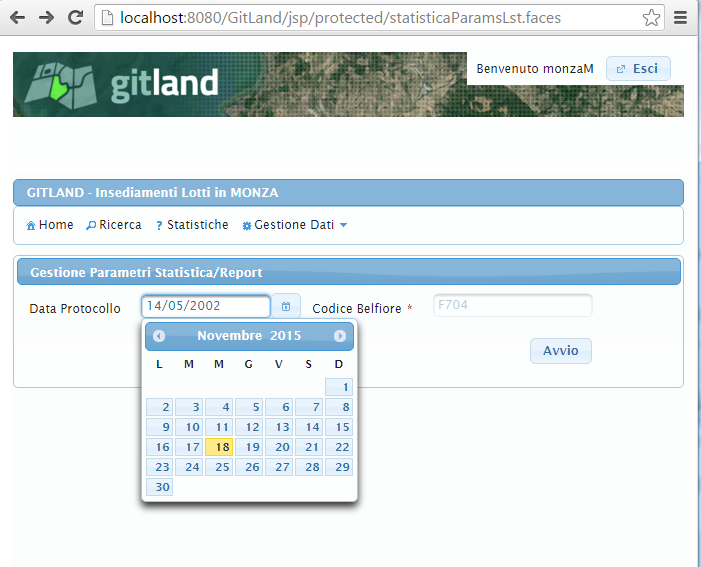 localhost:8080/GitLand/jsp/protected/statisticaParamsLst.faces
gitland
Benvenuto monzaM Esci
GITLAND - Insediamenti Lotti in MONZA
Home Ricerca ? Statistiche Gestione Dati
Gestione Parametri Statistica/Report
Data Protocollo 14/05/2002 Codice Belfiore * F704
Avvio
Novembre 2015
L M M G V S D
1
2 3 4 5 6 7 8
9 10 11 12 13 14 15
16 17 18 19 20 21 22
23 24 25 26 27 28 29
30